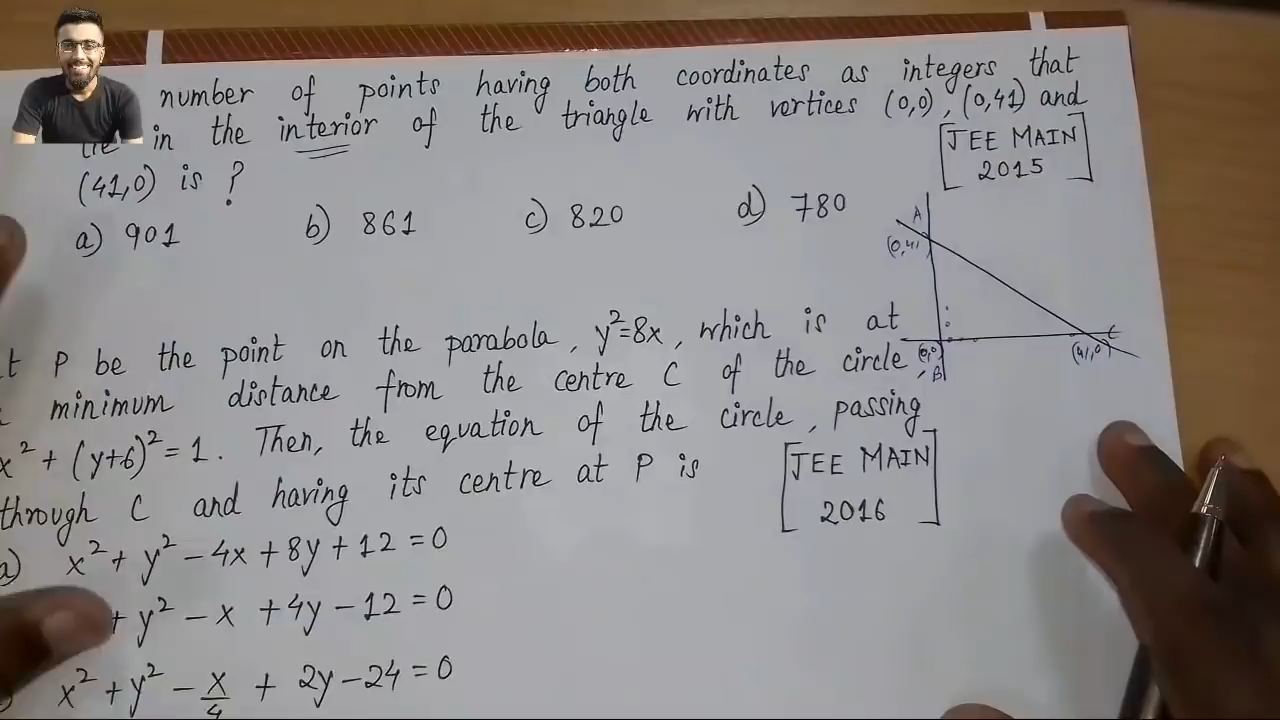 number of points having both coordinates as integers that
lie in the interior of the triangle with vertices (0,0), (0,41) and
(41,0) is ?
[JEE MAIN
2015]
a) 901 b) 861 c) 820 d) 780
A
(0,41
(0,0
B
(41,0)
C
t P be the point on the parabola, y²=8x, which is at
minimum distance from the centre C of the circle,
x² + (y+6)² = 1. Then, the equation of the circle, passing
through C and having its centre at P is
[JEE MAIN
2016]
a) x² + y² - 4x + 8y + 12 = 0
+ y² - x + 4y - 12 = 0
x² + y² - x/4 + 2y - 24 = 0